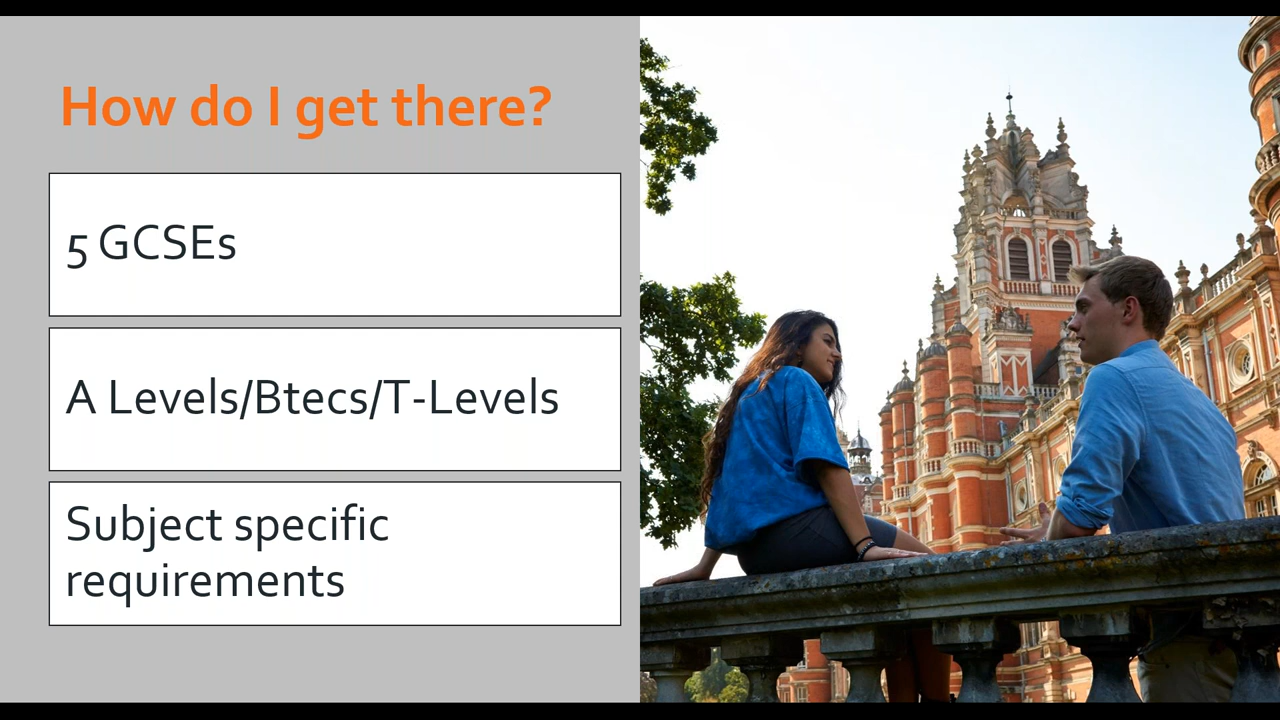 How do I get there?
5 GCSEs
A Levels/Btecs/T-Levels
Subject specific
requirements